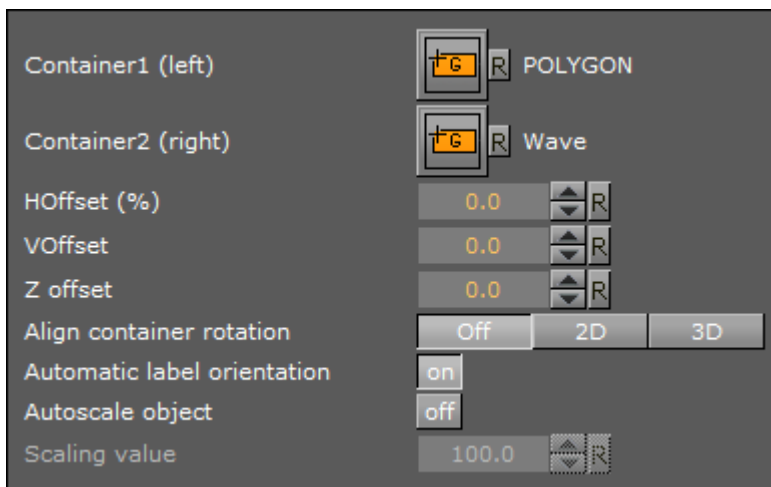 Container1 (left) G R POLYGON
Container2 (right) G R Wave
HOffset (%) 0.0 R
VOffset 0.0 R
Z offset 0.0 R
Align container rotation Off 2D 3D
Automatic label orientation on
Autoscale object off
Scaling value 100.0 R